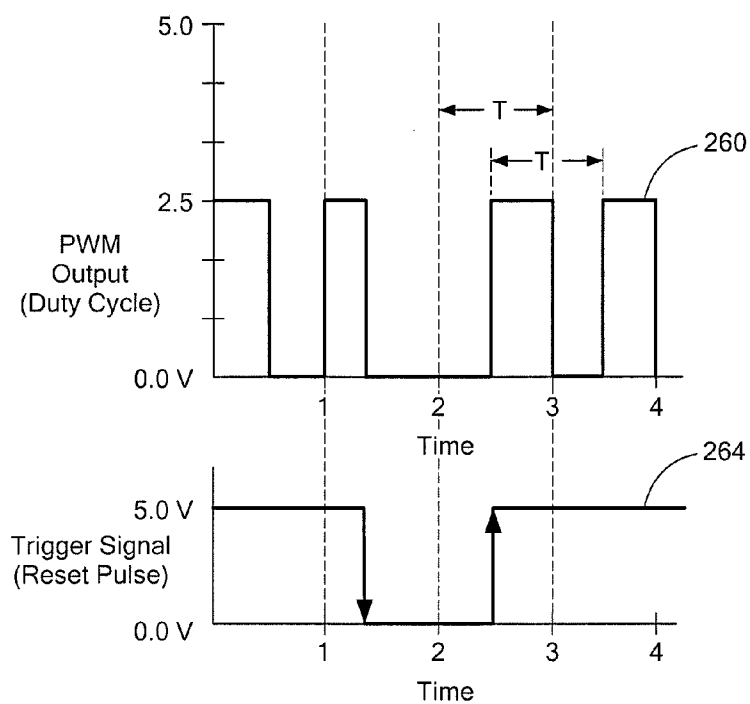 5.0
T
260
T
2.5
PWM
Output
(Duty Cycle)
0.0 V
1 2 3 4
Time
264
5.0 V
Trigger Signal
(Reset Pulse)
0.0 V
1 2 3 4
Time